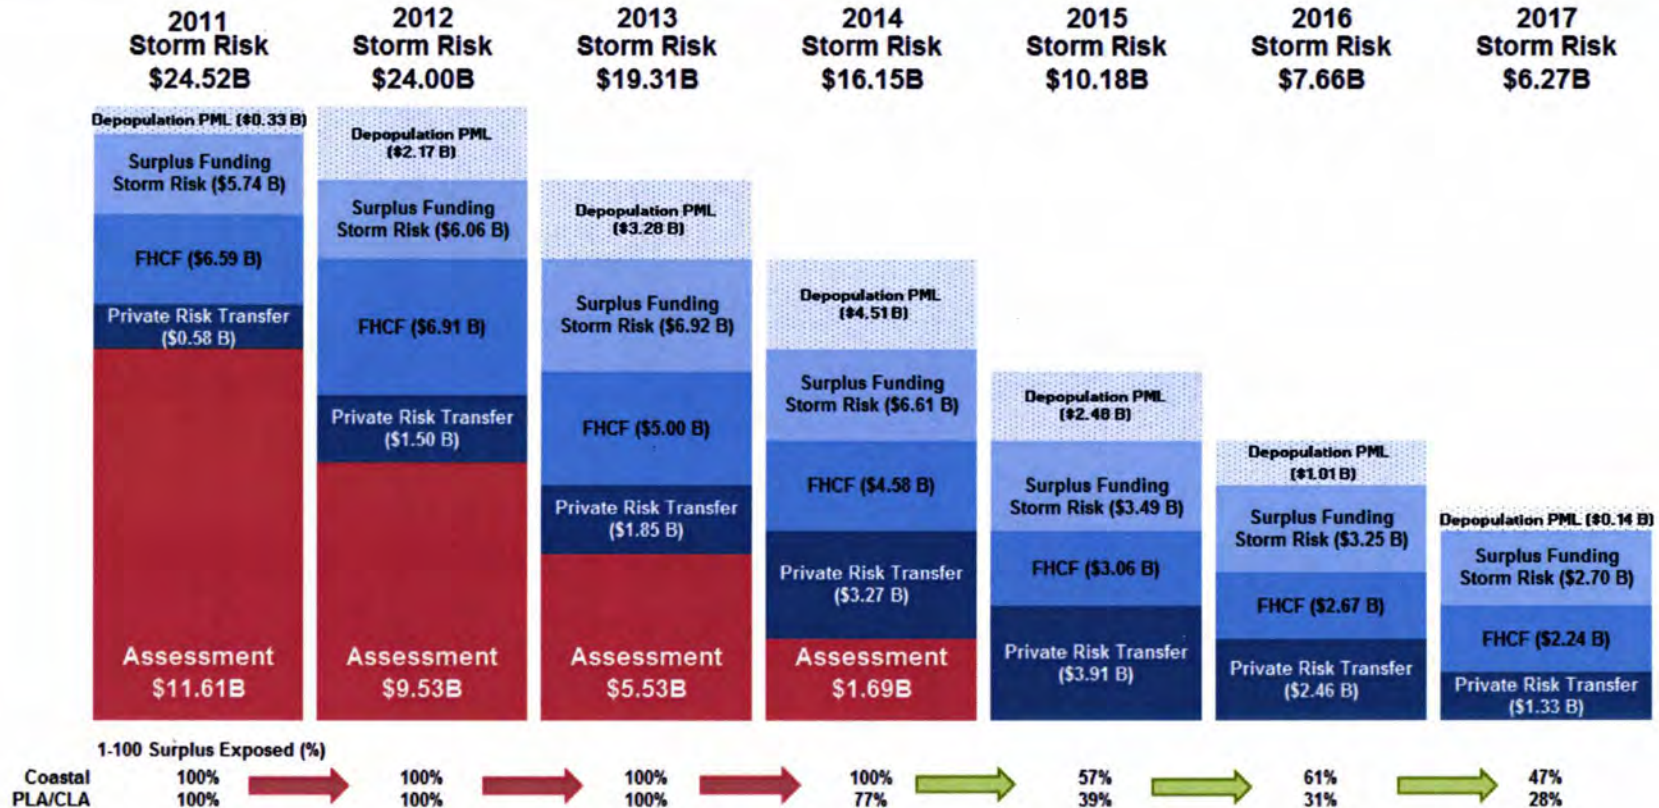 2011
Storm Risk
$24.52B
2012
Storm Risk
$24.00B
2013
Storm Risk
$19.31B
2014
Storm Risk
$16.15B
2015
Storm Risk
$10.18B
2016
Storm Risk
$7.66B
2017
Storm Risk
$6.27B
Depopulation PML ($0.33 B)
Surplus Funding
Storm Risk ($5.74 B)
FHCF ($6.59 B)
Private Risk Transfer
($0.58 B)
Assessment
$11.61B
Depopulation PML
($2.17 B)
Surplus Funding
Storm Risk ($6.06 B)
FHCF ($6.91 B)
Private Risk Transfer
($1.50 B)
Assessment
$9.53B
Depopulation PML
($3.28 B)
Surplus Funding
Storm Risk ($6.92 B)
FHCF ($5.00 B)
Private Risk Transfer
($1.85 B)
Assessment
$5.53B
Depopulation PML
($4.51 B)
Surplus Funding
Storm Risk ($6.61 B)
FHCF ($4.58 B)
Private Risk Transfer
($3.27 B)
Assessment
$1.69B
Depopulation PML
($2.48 B)
Surplus Funding
Storm Risk ($3.49 B)
FHCF ($3.06 B)
Private Risk Transfer
($3.91 B)
Depopulation PML
($1.01 B)
Surplus Funding
Storm Risk ($3.25 B)
FHCF ($2.67 B)
Private Risk Transfer
($2.46 B)
Depopulation PML ($0.14 B)
Surplus Funding
Storm Risk ($2.70 B)
FHCF ($2.24 B)
Private Risk Transfer
($1.33 B)
1-100 Surplus Exposed (%)
Coastal 100% 100% 100% 100% 57% 61% 47%
PLA/CLA 100% 100% 100% 77% 39% 31% 28%